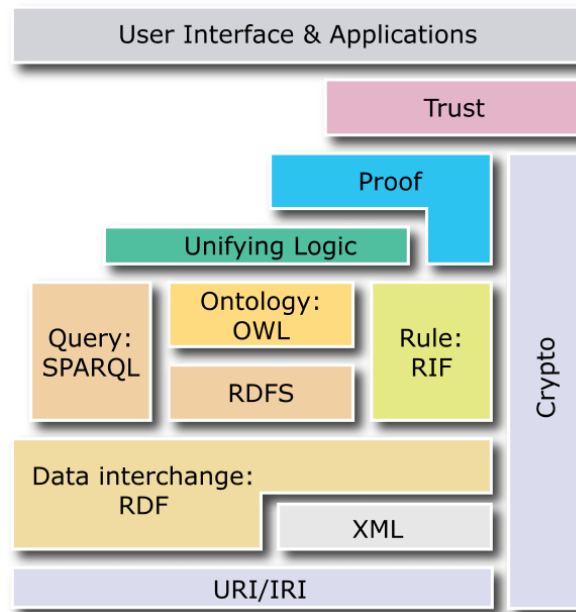 User Interface & Applications
Trust
Proof
Unifying Logic
Query:
SPARQL
Ontology:
OWL
RDFS
Rule:
RIF
Crypto
Data interchange:
RDF
XML
URI/IRI